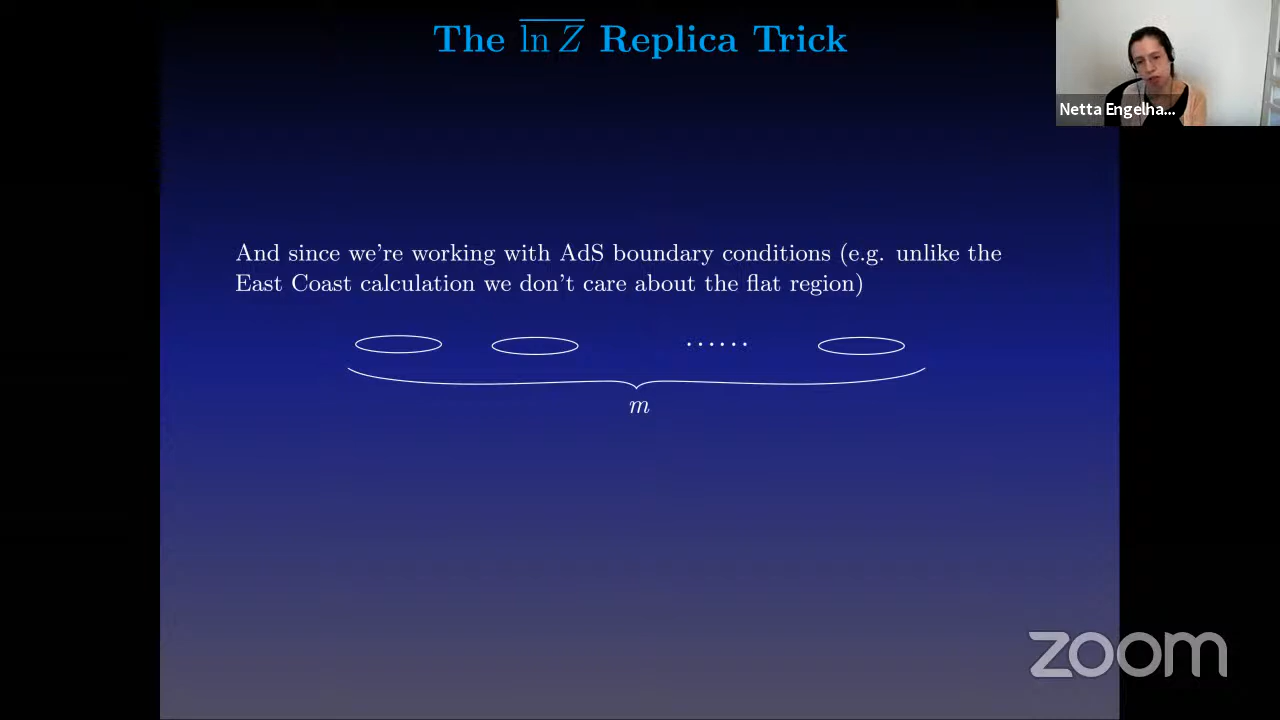 The \overline{ln Z} Replica Trick
Netta Engelha...
And since we're working with AdS boundary conditions (e.g. unlike the
East Coast calculation we don't care about the flat region)
......
m
zoom